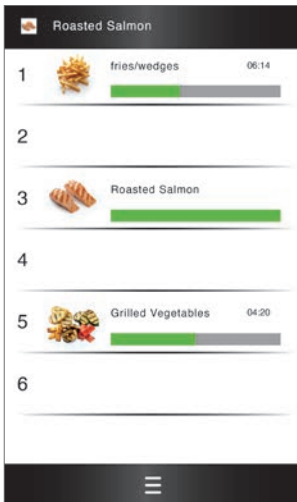 Roasted Salmon
1 fries/wedges 06:14
2
3 Roasted Salmon
4
5 Grilled Vegetables 04:20
6